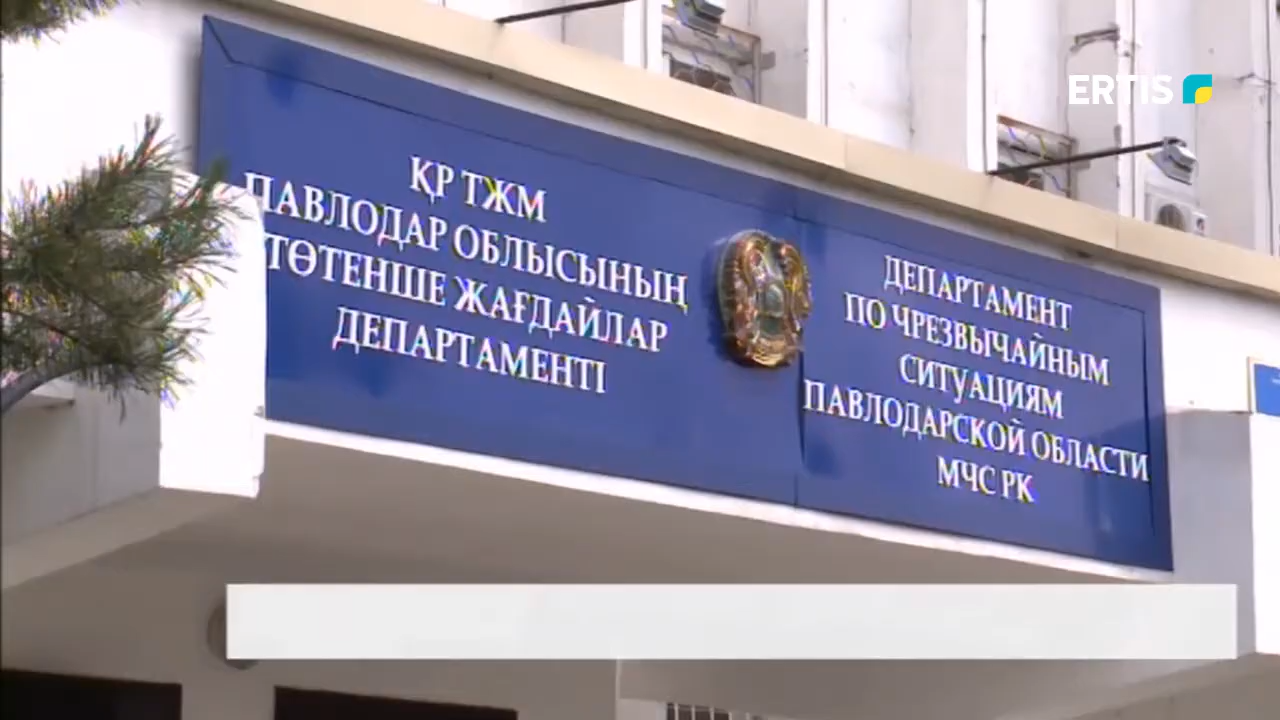 ERTIS
ҚР ТЖМ
ПАВЛОДАР ОБЛЫСЫНЫҢ
ТӨТЕНШЕ ЖАҒДАЙЛАР
ДЕПАРТАМЕНТІ
ДЕПАРТАМЕНТ
ПО ЧРЕЗВЫЧАЙНЫМ
СИТУАЦИЯМ
ПАВЛОДАРСКОЙ ОБЛАСТИ
МЧС РК